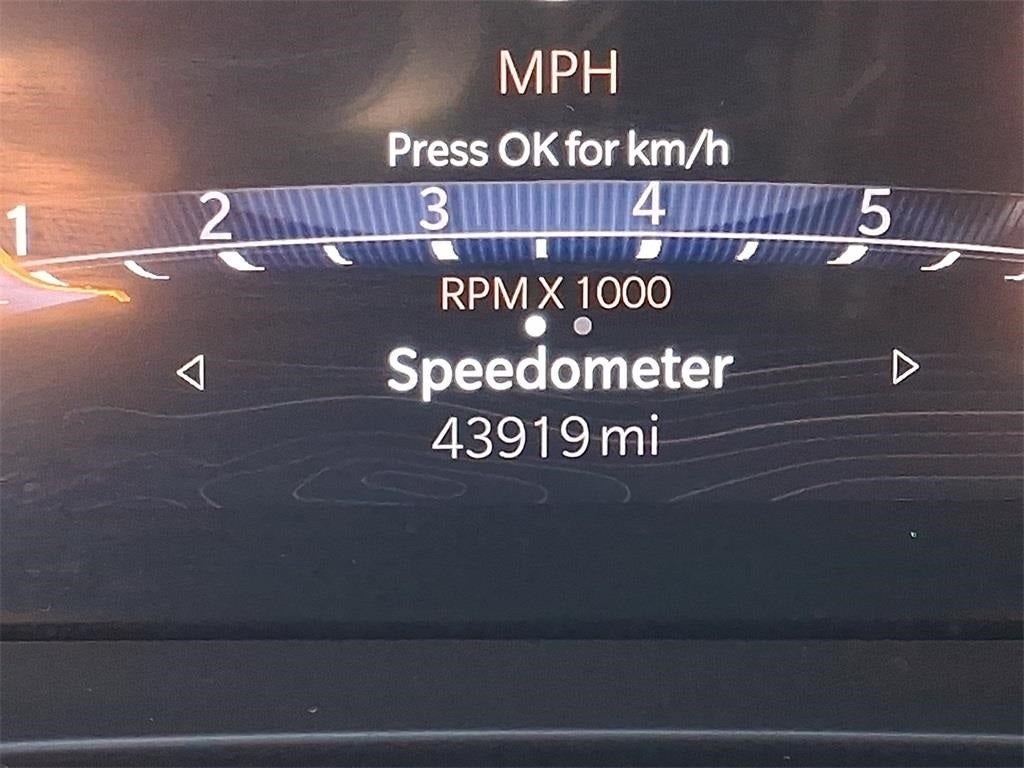 MPH
Press OK for km/h
1 2 3 4 5
RPM X 1000
Speedometer
43919 mi